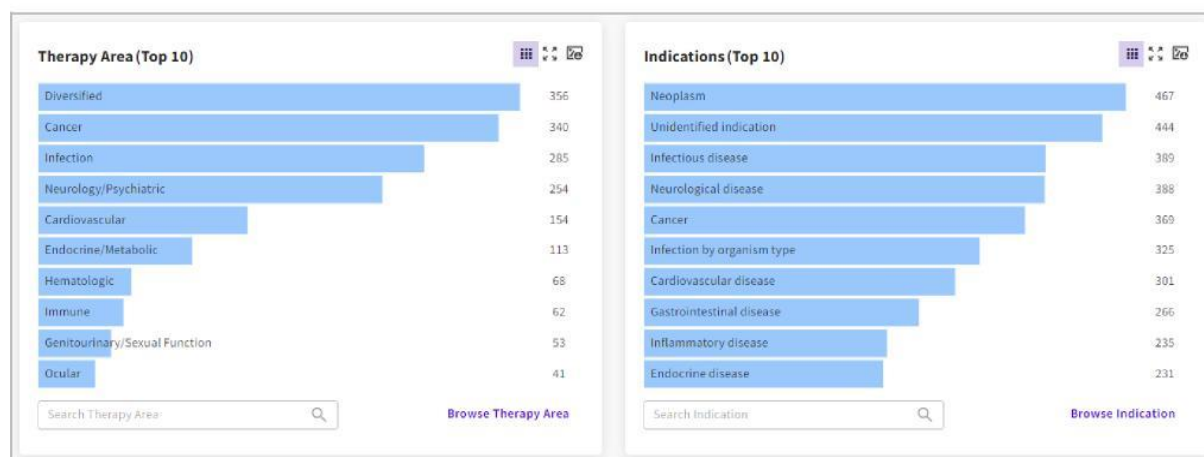 Therapy Area (Top 10)
Diversified 356
Cancer 340
Infection 285
Neurology/Psychiatric 254
Cardiovascular 154
Endocrine/Metabolic 113
Hematologic 68
Immune 62
Genitourinary/Sexual Function 53
Ocular 41
Search Therapy Area
Browse Therapy Area
Indications (Top 10)
Neoplasm 467
Unidentified indication 444
Infectious disease 389
Neurological disease 388
Cancer 369
Infection by organism type 325
Cardiovascular disease 301
Gastrointestinal disease 266
Inflammatory disease 235
Endocrine disease 231
Search Indication
Browse Indication